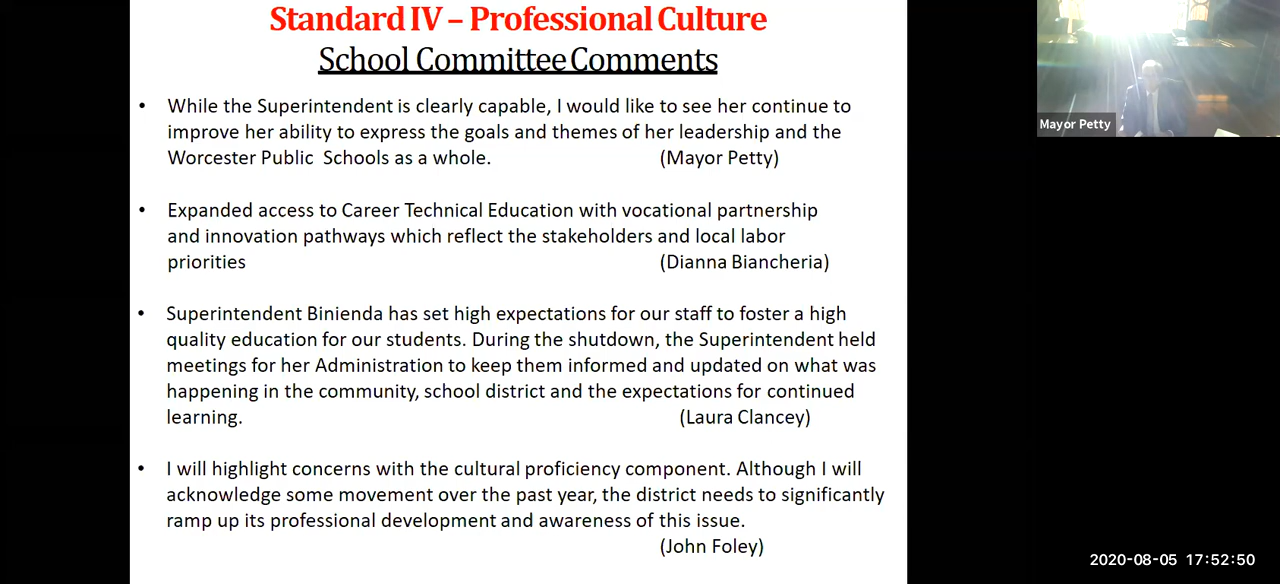 Standard IV – Professional Culture
School Committee Comments
• While the Superintendent is clearly capable, I would like to see her continue to
improve her ability to express the goals and themes of her leadership and the
Worcester Public Schools as a whole. (Mayor Petty)
• Expanded access to Career Technical Education with vocational partnership
and innovation pathways which reflect the stakeholders and local labor
priorities (Dianna Biancheria)
• Superintendent Binienda has set high expectations for our staff to foster a high
quality education for our students. During the shutdown, the Superintendent held
meetings for her Administration to keep them informed and updated on what was
happening in the community, school district and the expectations for continued
learning. (Laura Clancey)
• I will highlight concerns with the cultural proficiency component. Although I will
acknowledge some movement over the past year, the district needs to significantly
ramp up its professional development and awareness of this issue.
(John Foley)
Mayor Petty
2020-08-05 17:52:50